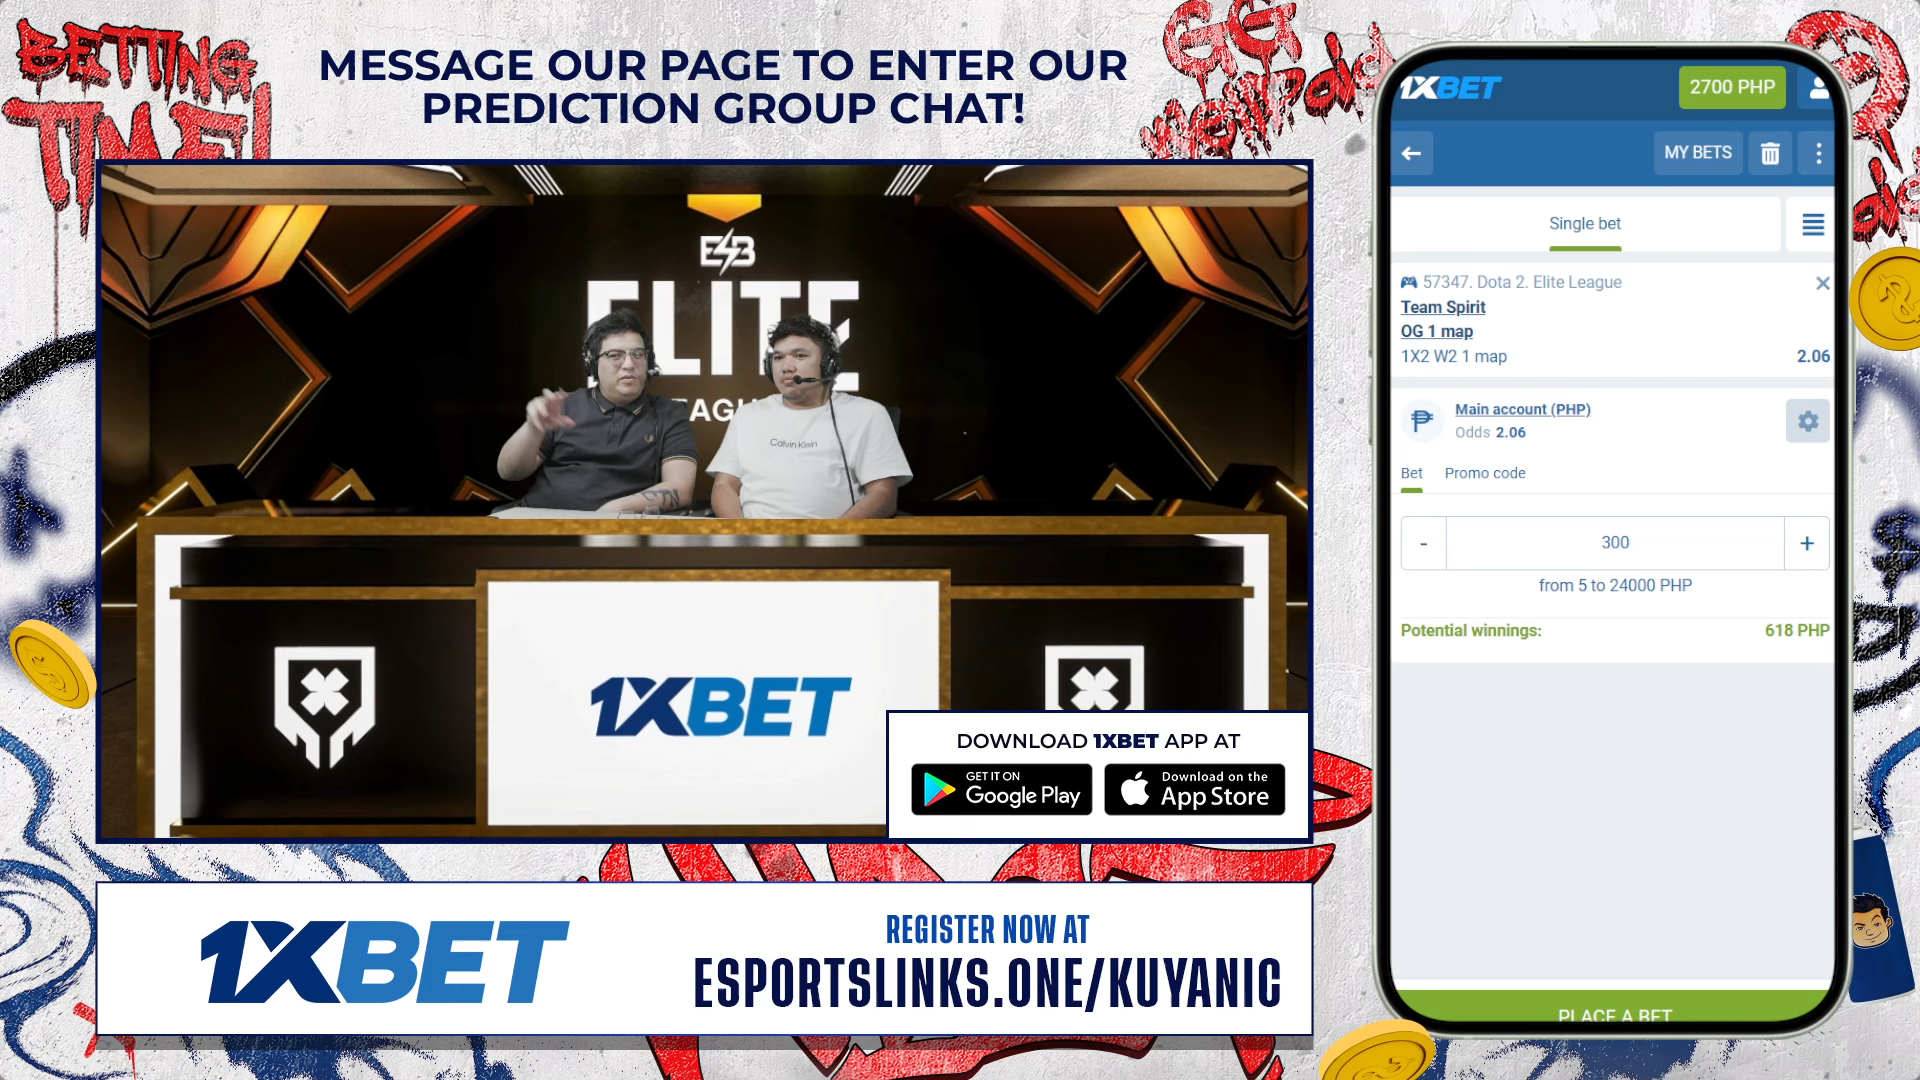 BETTING
TIME!
MESSAGE OUR PAGE TO ENTER OUR
PREDICTION GROUP CHAT!
GG
E$B
ELITE
Calvin Klein
1XBET
DOWNLOAD 1XBET APP AT
GET IT ON
Google Play
Download on the
App Store
1XBET
REGISTER NOW AT
ESPORTSLINKS.ONE/KUYANIC
1XBET
2700 PHP
MY BETS
Single bet
57347. Dota 2. Elite League
Team Spirit
OG 1 map
1X2 W2 1 map
2.06
₱
Main account (PHP)
Odds 2.06
Bet
Promo code
-
300
+
from 5 to 24000 PHP
Potential winnings:
618 PHP
PLACE A BET